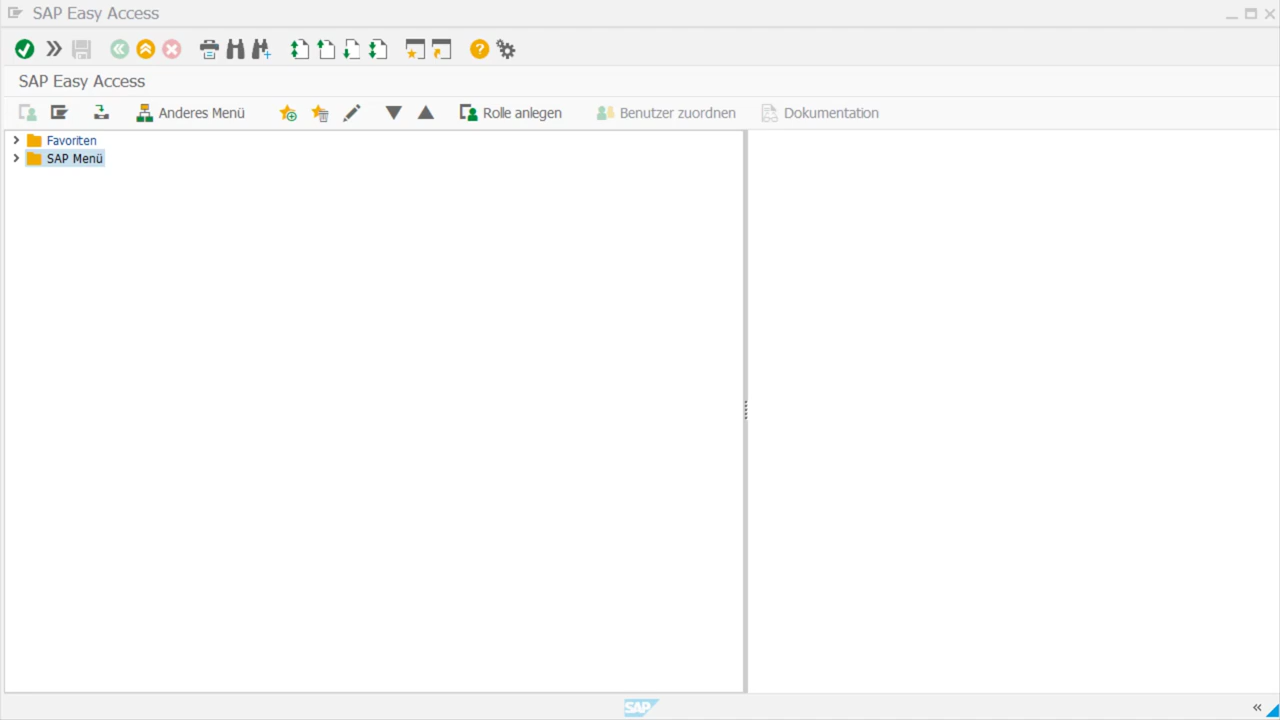 SAP Easy Access
SAP Easy Access
Anderes Menü Rolle anlegen Benutzer zuordnen Dokumentation
Favoriten
SAP Menü
SAP